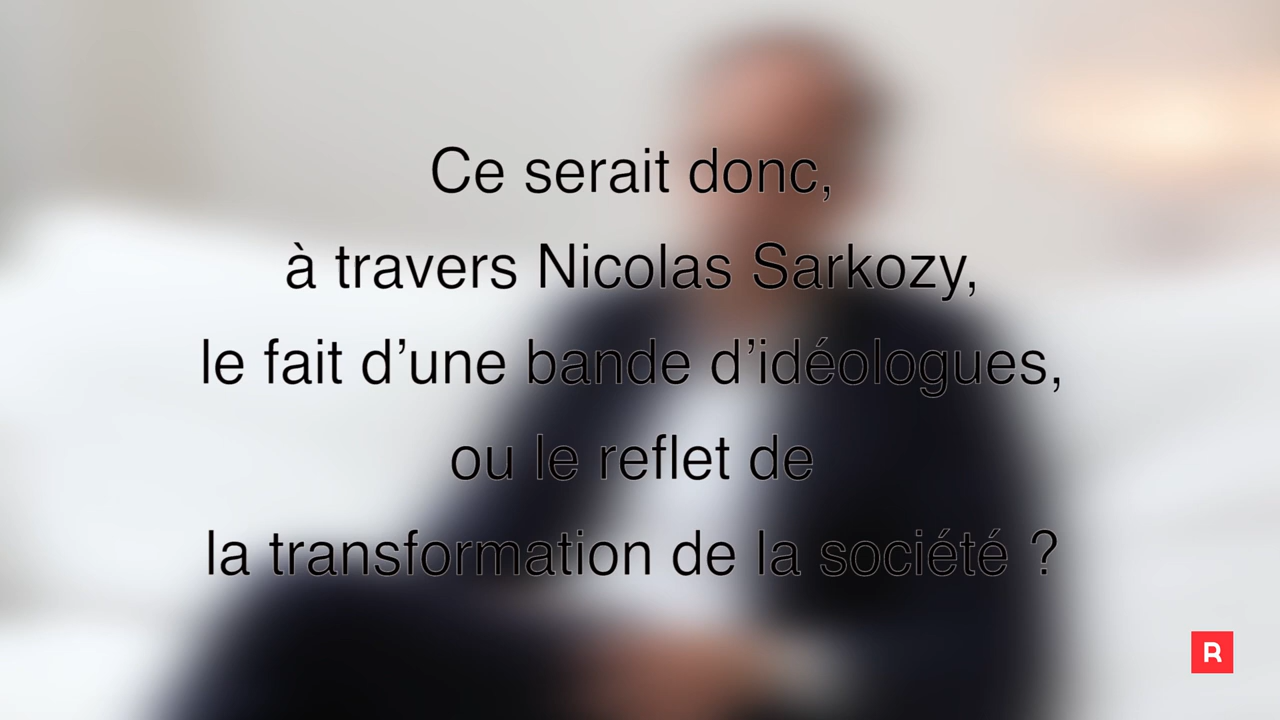 Ce serait donc,
à travers Nicolas Sarkozy,
le fait d’une bande d’idéologues,
ou le reflet de
la transformation de la société ?
R